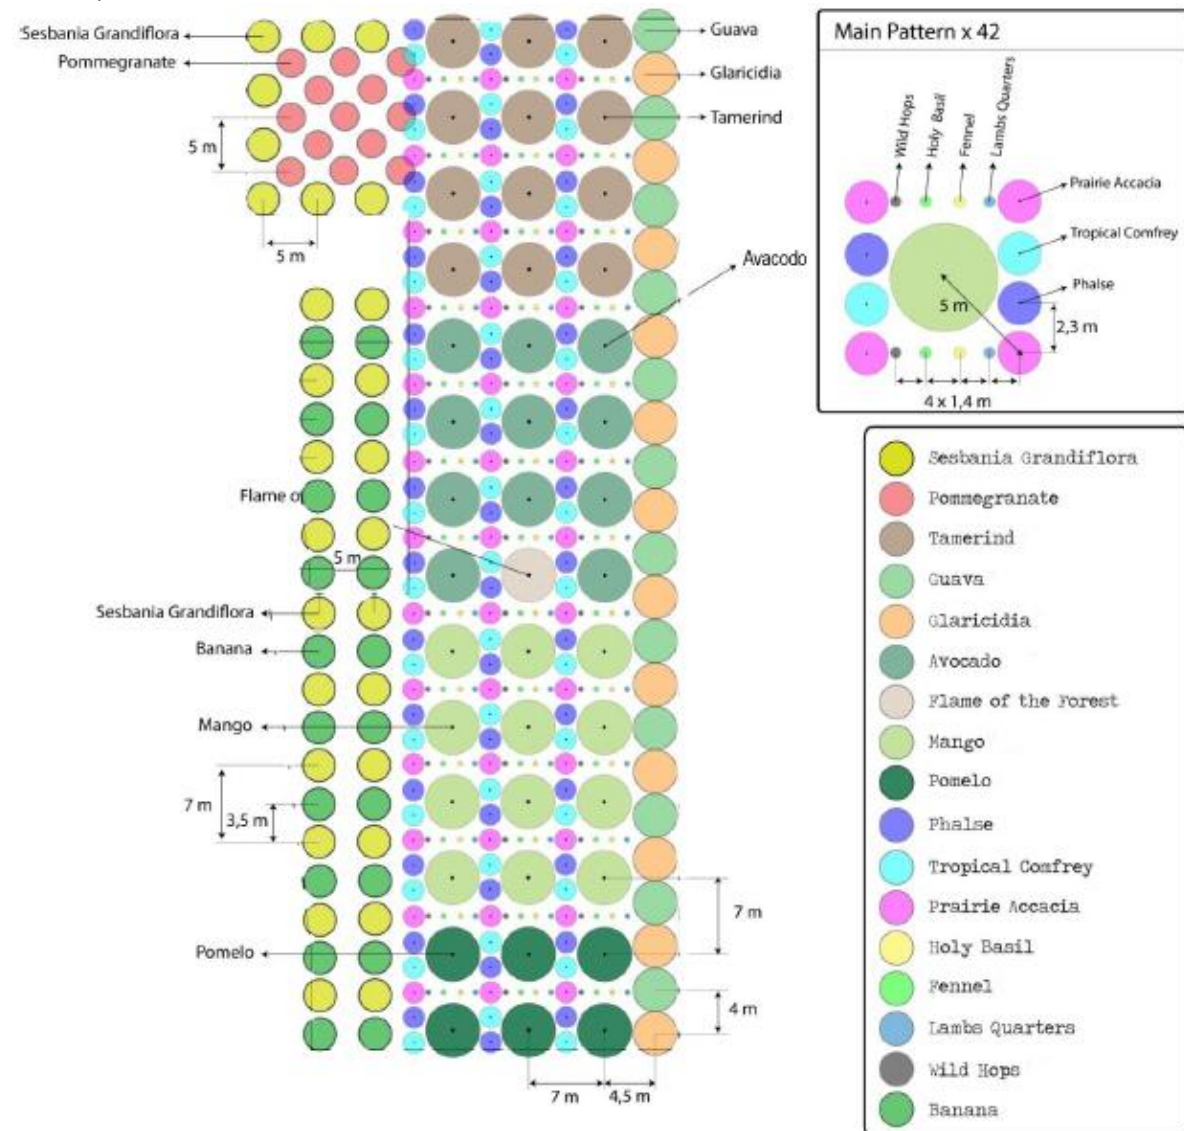 Sesbania Grandiflora
Pommegranate
5 m
5 m
Guava
Glaricidia
Tamerind
Avacodo
Flame o
5 m
Sesbania Grandiflora
Banana
Mango
7 m
3,5 m
Pomelo
7 m
4 m
7 m
4,5 m
Main Pattern x 42
Wild Hops
Holy Basil
Fennel
Lambs Quarters
Prairie Accacia
Tropical Comfrey
Phalse
5 m
2,3 m
4 x 1,4 m
Sesbania Grandiflora
Pommegranate
Tamerind
Guava
Glaricidia
Avocado
Flame of the Forest
Mango
Pomelo
Phalse
Tropical Comfrey
Prairie Accacia
Holy Basil
Fennel
Lambs Quarters
Wild Hops
Banana